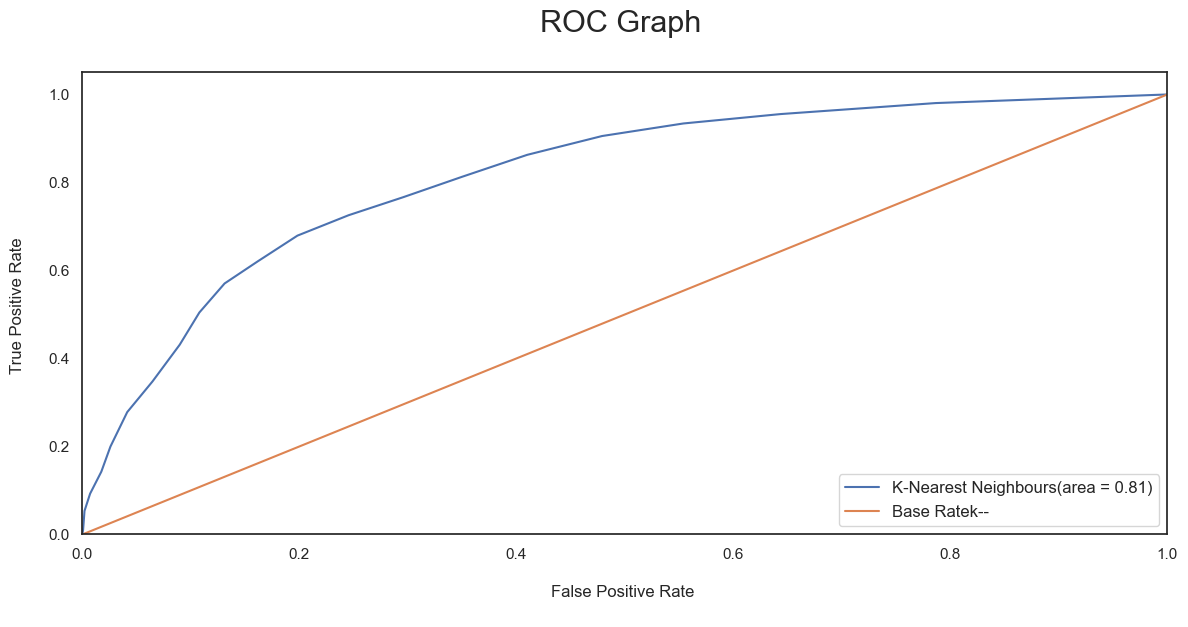 ROC Graph
1.0
0.8
0.6
0.4
0.2
0.0
True Positive Rate
K-Nearest Neighbours(area = 0.81)
Base Ratek--
0.0 0.2 0.4 0.6 0.8 1.0
False Positive Rate